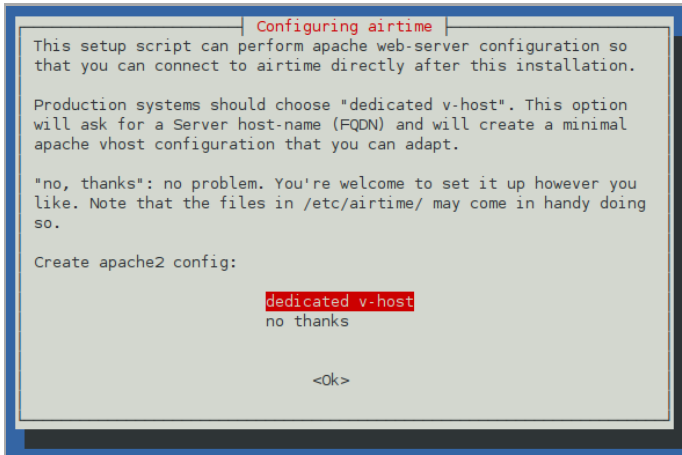 Configuring airtime
This setup script can perform apache web-server configuration so
that you can connect to airtime directly after this installation.
Production systems should choose "dedicated v-host". This option
will ask for a Server host-name (FQDN) and will create a minimal
apache vhost configuration that you can adapt.
"no, thanks": no problem. You're welcome to set it up however you
like. Note that the files in /etc/airtime/ may come in handy doing
so.
Create apache2 config:
dedicated v-host
no thanks
<Ok>